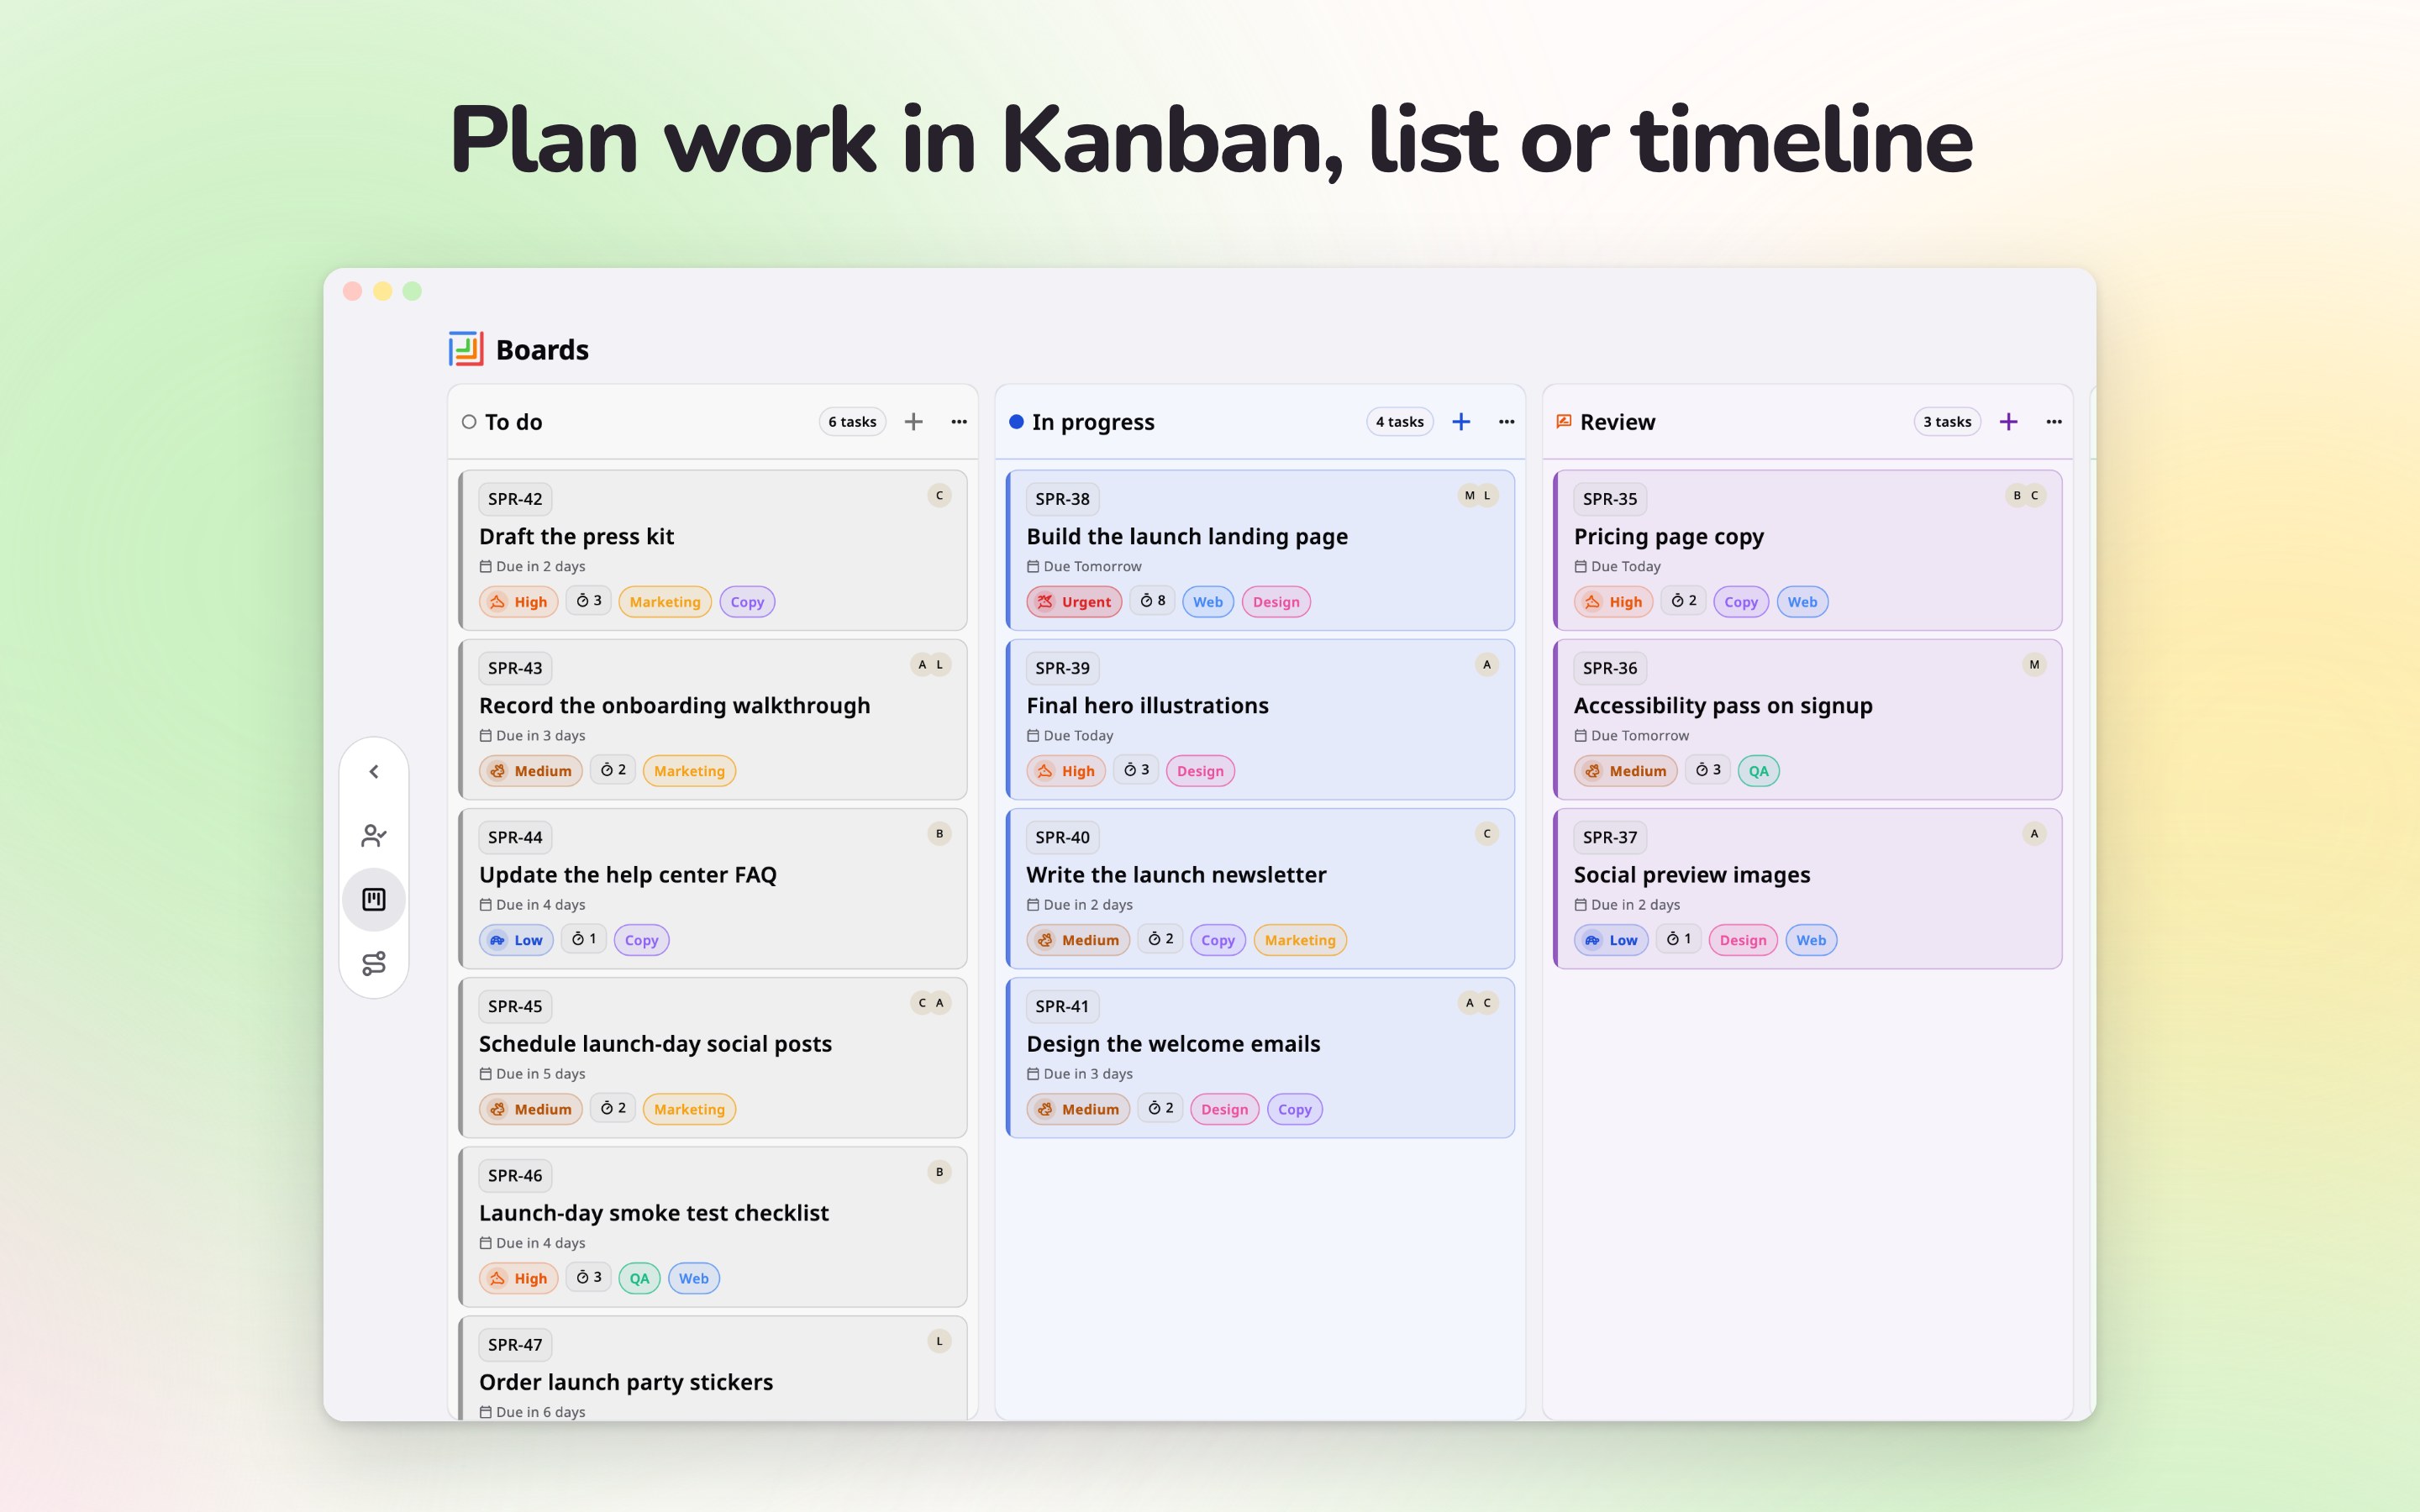 Plan work in Kanban, list or timeline
Boards
To do
6 tasks
SPR-42
C
Draft the press kit
Due in 2 days
High 3 Marketing Copy
SPR-43
A L
Record the onboarding walkthrough
Due in 3 days
Medium 2 Marketing
SPR-44
B
Update the help center FAQ
Due in 4 days
Low 1 Copy
SPR-45
C A
Schedule launch-day social posts
Due in 5 days
Medium 2 Marketing
SPR-46
B
Launch-day smoke test checklist
Due in 4 days
High 3 QA Web
SPR-47
L
Order launch party stickers
Due in 6 days
In progress
4 tasks
SPR-38
M L
Build the launch landing page
Due Tomorrow
Urgent 8 Web Design
SPR-39
A
Final hero illustrations
Due Today
High 3 Design
SPR-40
C
Write the launch newsletter
Due in 2 days
Medium 2 Copy Marketing
SPR-41
A C
Design the welcome emails
Due in 3 days
Medium 2 Design Copy
Review
3 tasks
SPR-35
B C
Pricing page copy
Due Today
High 2 Copy Web
SPR-36
M
Accessibility pass on signup
Due Tomorrow
Medium 3 QA
SPR-37
A
Social preview images
Due in 2 days
Low 1 Design Web